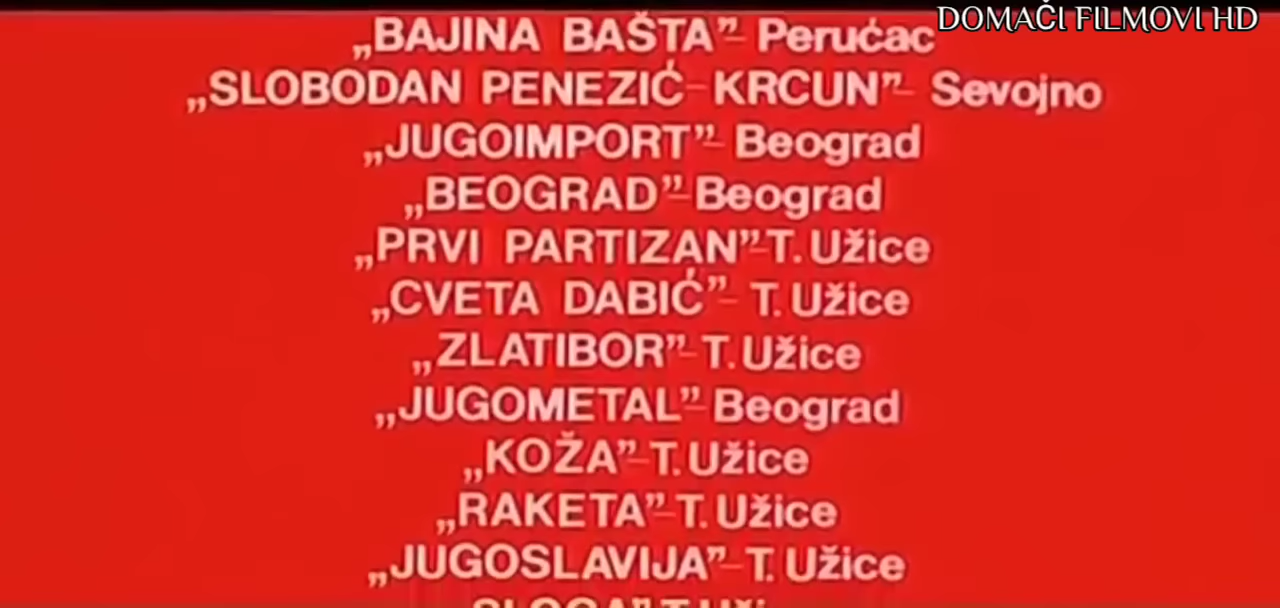 DOMAČI FILMOVI HD
„BAJINA BAŠTA”- Perućac
„SLOBODAN PENEZIĆ - KRCUN”- Sevojno
„JUGOIMPORT”- Beograd
„BEOGRAD”- Beograd
„PRVI PARTIZAN”- T. Užice
„CVETA DABIĆ”- T. Užice
„ZLATIBOR”- T. Užice
„JUGOMETAL”- Beograd
„KOŽA”- T. Užice
„RAKETA”- T. Užice
„JUGOSLAVIJA”- T. Užice